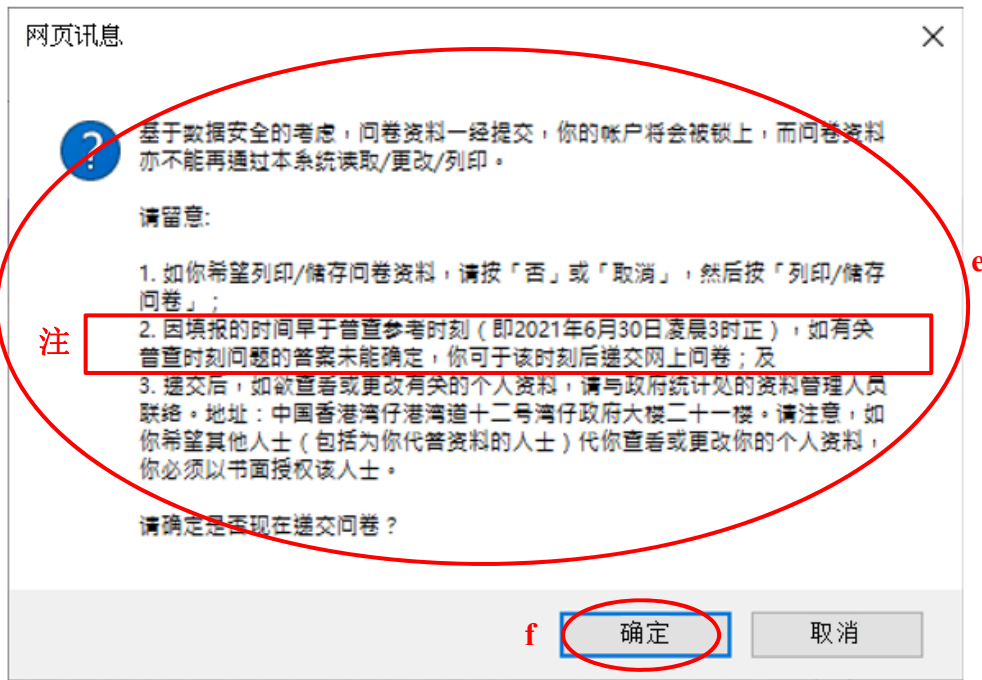 网页讯息
基于数据安全的考虑，问卷资料一经提交，你的帐户将会被锁上，而问卷资料
亦不能再通过本系统读取/更改/列印。
请留意:
1. 如你希望列印/储存问卷资料，请按「否」或「取消」，然后按「列印/储存
问卷」；
e
注
2. 因填报的时间早于普查参考时刻（即2021年6月30日凌晨3时正），如有关
普查时刻问题的答案未能确定，你可于该时刻后递交网上问卷；及
3. 递交后，如欲查看或更改有关的个人资料，请与政府统计处的资料管理人员
联络。地址：中国香港湾仔港湾道十二号湾仔政府大楼二十一楼。请注意，如
你希望其他人士（包括为你代答资料的人士）代你查看或更改你的个人资料，
你必须以书面授权该人士。
请确定是否现在递交问卷？
f
确定
取消